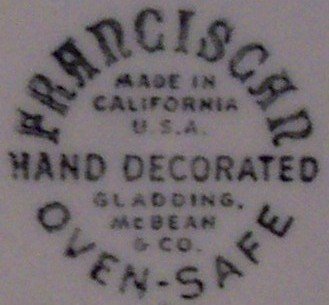 FRANCISCAN
MADE IN
CALIFORNIA
U.S.A.
HAND DECORATED
GLADDING,
McBEAN
& CO.
OVEN-SAFE